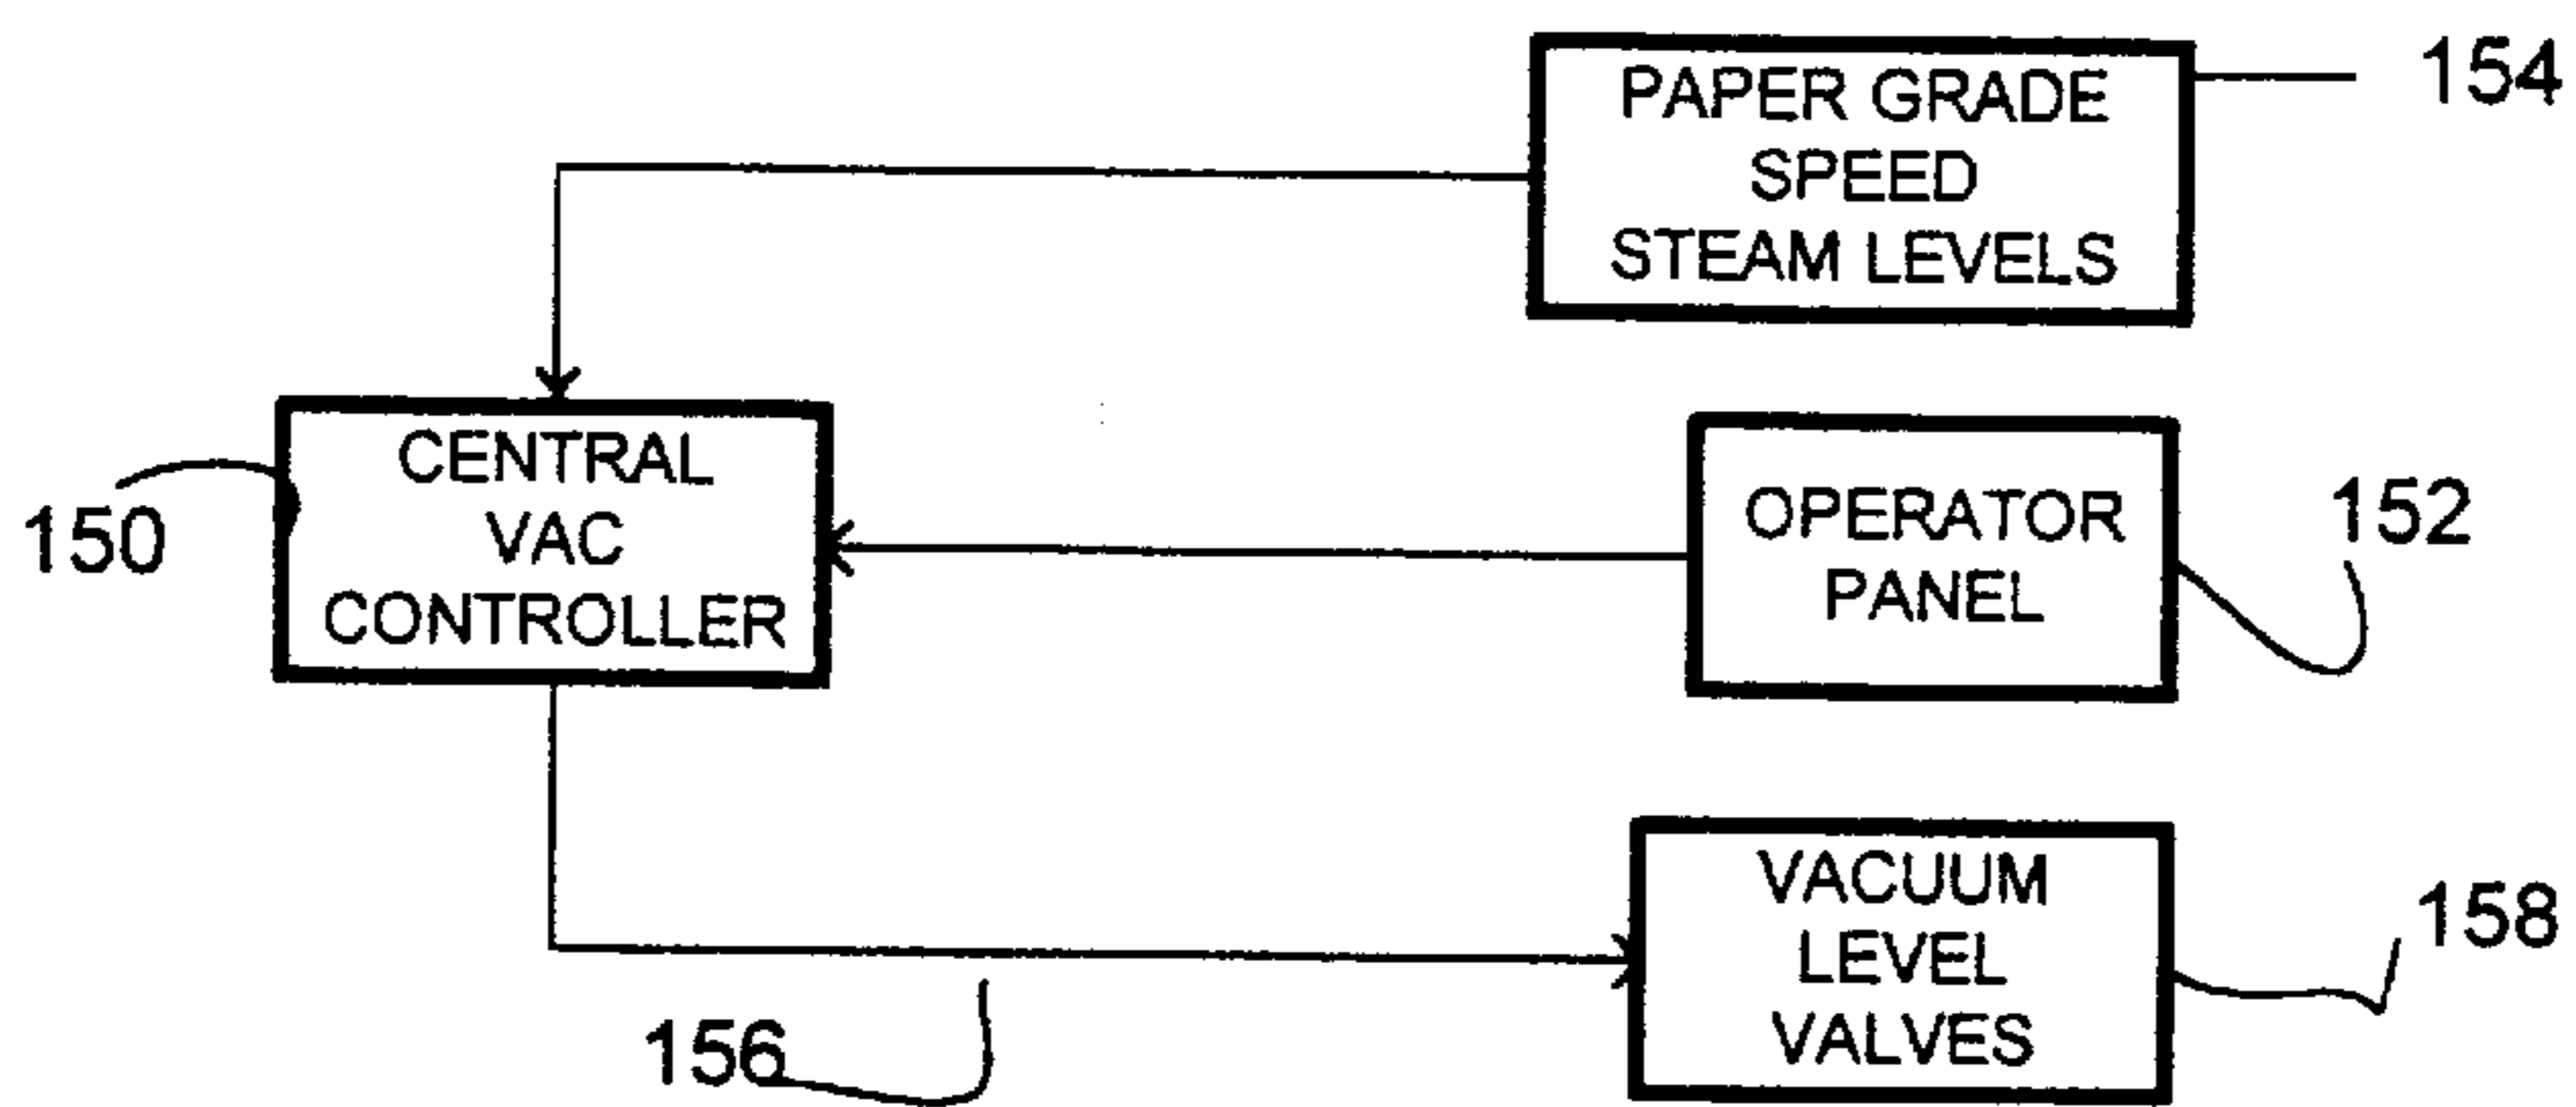 PAPER GRADE
SPEED
STEAM LEVELS
154
CENTRAL
VAC
CONTROLLER
150
OPERATOR
PANEL
152
VACUUM
LEVEL
VALVES
158
156